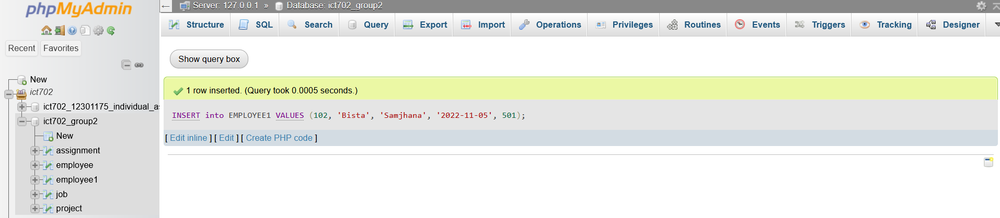 phpMyAdmin
Recent Favorites
New
ict702
ict702_12301175_individual_a
ict702_group2
New
assignment
employee
employee1
job
project
← Server: 127.0.0.1 » Database: ict702_group2
Structure SQL Search Query Export Import Operations Privileges Routines Events Triggers Tracking Designer
Show query box
1 row inserted. (Query took 0.0005 seconds.)
INSERT into EMPLOYEE1 VALUES (102, 'Bista', 'Samjhana', '2022-11-05', 501);
[ Edit inline ] [ Edit ] [ Create PHP code ]